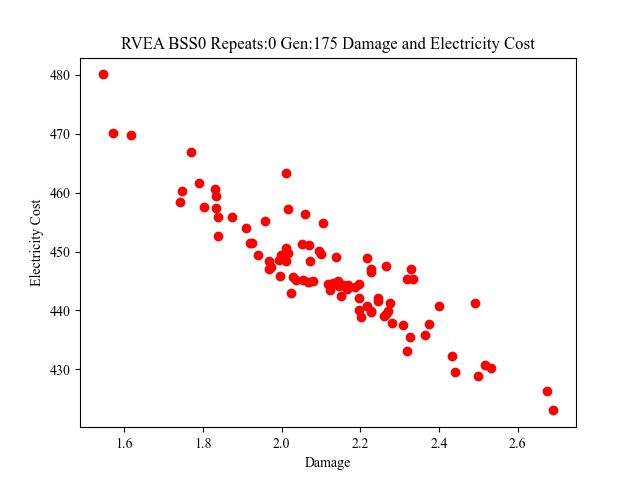 RVEA BSS0 Repeats:0 Gen:175 Damage and Electricity Cost
480
470
460
450
440
430
Electricity Cost
1.6 1.8 2.0 2.2 2.4 2.6
Damage